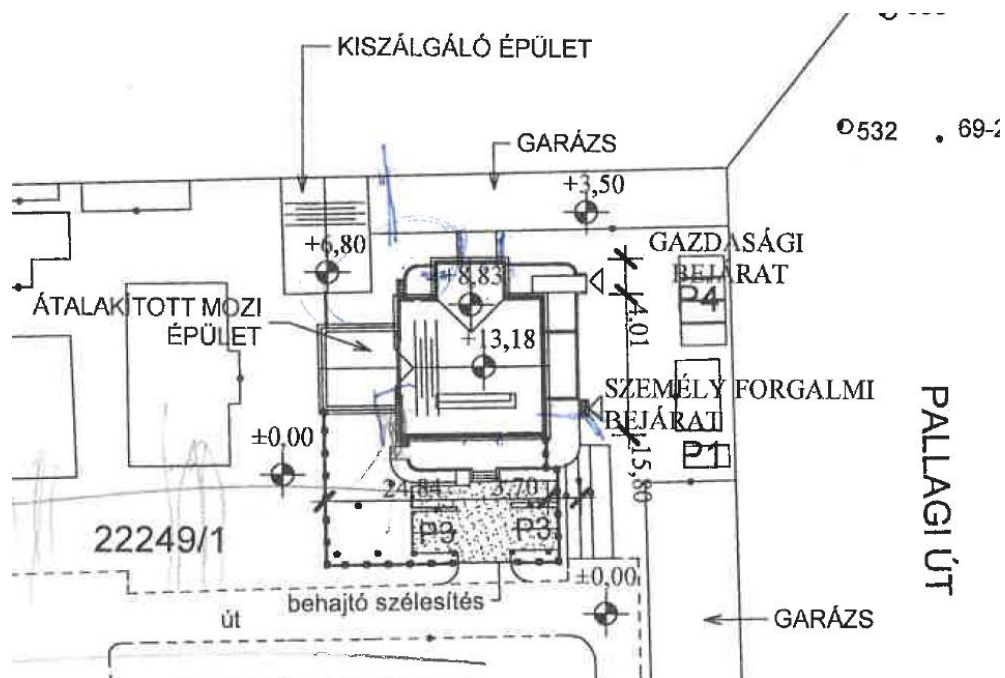 KISZÁLGÁLÓ ÉPÜLET
532
69-2
GARÁZS
+3,50
GAZDASÁGI
BEJÁRAT
+6,80
+8,83
P4
ÁTALAKÍTOTT MOZI
ÉPÜLET
4.01
+13,18
SZEMÉLY FORGALMI
BEJÁRAT
P1
±0,00
15,80
24,84
3,70
PALLAGI ÚT
22249/1
P3
P3
±0,00
behajtó szélesítés
út
GARÁZS